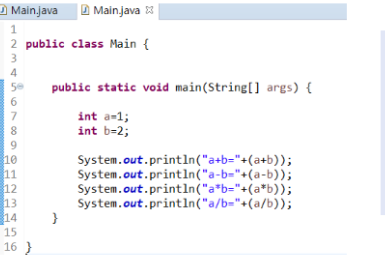 Main.java Main.java
1
2 public class Main {
3
4
5 public static void main(String[] args) {
6
7 int a=1;
8 int b=2;
9
10 System.out.println("a+b="+(a+b));
11 System.out.println("a-b="+(a-b));
12 System.out.println("a*b="+(a*b));
13 System.out.println("a/b="+(a/b));
14 }
15
16 }